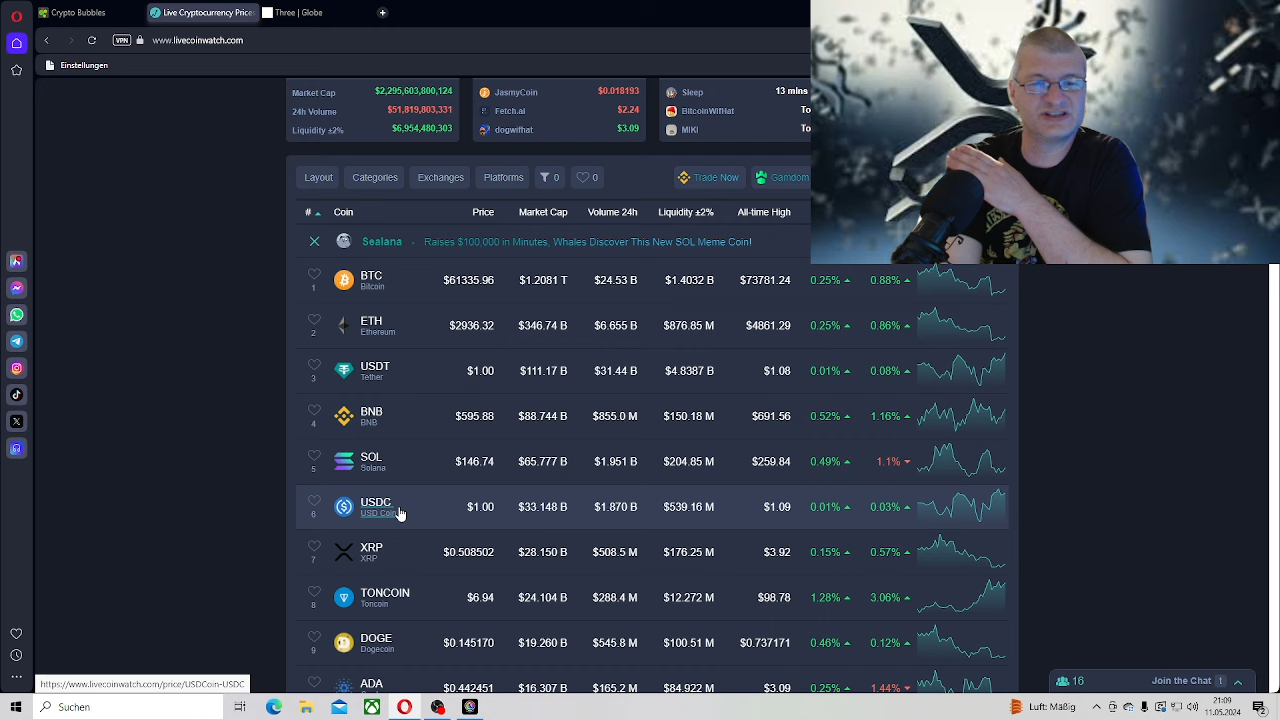 Crypto Bubbles
Live Cryptocurrency Price
Three | Globe
VPN
www.livecoinwatch.com
Einstellungen
Market Cap $2,295,603,800,124
24h Volume $51,819,803,331
Liquidity ±2% $6,954,480,303
JasmyCoin $0.018193
Fetch.ai $2.24
dogwifhat $3.09
Sleep 13 mins
BitcoinWifHat To
MIKI To
Layout Categories Exchanges Platforms 0 0 Trade Now Gamdom
# Coin Price Market Cap Volume 24h Liquidity ±2% All-time High
Sealana - Raises $100,000 in Minutes, Whales Discover This New SOL Meme Coin!
1 BTC Bitcoin $61335.96 $1.2081 T $24.53 B $1.4032 B $73781.24 0.25% 0.88%
2 ETH Ethereum $2936.32 $346.74 B $6.655 B $876.85 M $4861.29 0.25% 0.86%
3 USDT Tether $1.00 $111.17 B $31.44 B $4.8387 B $1.08 0.01% 0.08%
4 BNB BNB $595.88 $88.744 B $855.0 M $150.18 M $691.56 0.52% 1.16%
5 SOL Solana $146.74 $65.777 B $1.951 B $204.85 M $259.84 0.49% 1.1%
6 USDC USD Coin $1.00 $33.148 B $1.870 B $539.16 M $1.09 0.01% 0.03%
7 XRP XRP $0.508502 $28.150 B $508.5 M $176.25 M $3.92 0.15% 0.57%
8 TONCOIN Toncoin $6.94 $24.104 B $288.4 M $12.272 M $98.78 1.28% 3.06%
9 DOGE Dogecoin $0.145170 $19.260 B $545.8 M $100.51 M $0.737171 0.46% 0.12%
ADA $0.442451 $16.307 B $165.2 M $84.922 M $3.09 0.25% 1.44%
https://www.livecoinwatch.com/price/USDCoin-USDC
16 Join the Chat 1
Suchen
Luft: Mäßig
21:09
11.05.2024
2